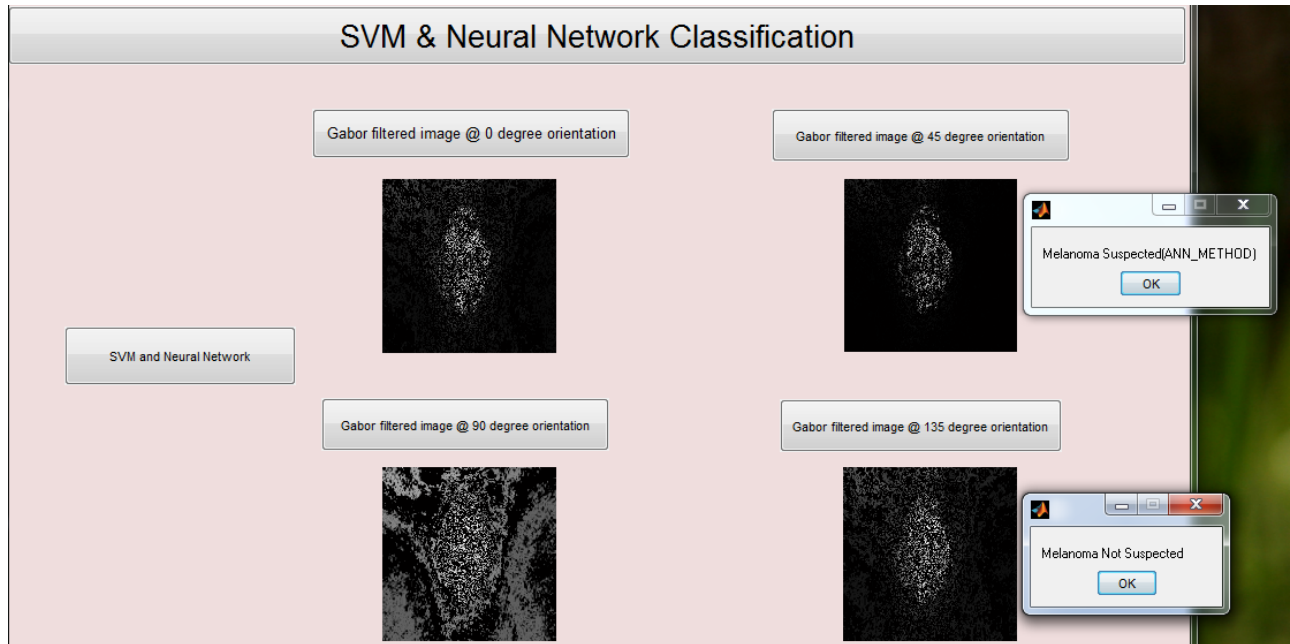 SVM & Neural Network Classification
Gabor filtered image @ 0 degree orientation
Gabor filtered image @ 45 degree orientation
Melanoma Suspected(ANN_METHOD)
OK
SVM and Neural Network
Gabor filtered image @ 90 degree orientation
Gabor filtered image @ 135 degree orientation
Melanoma Not Suspected
OK